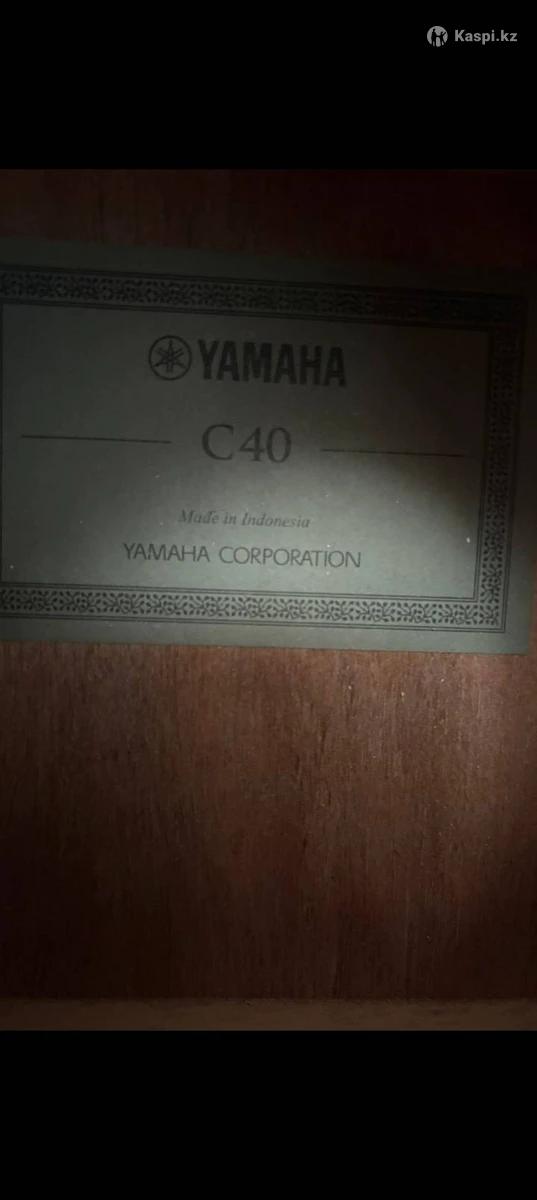 Kaspi.kz
YAMAHA
C40
Made in Indonesia
YAMAHA CORPORATION